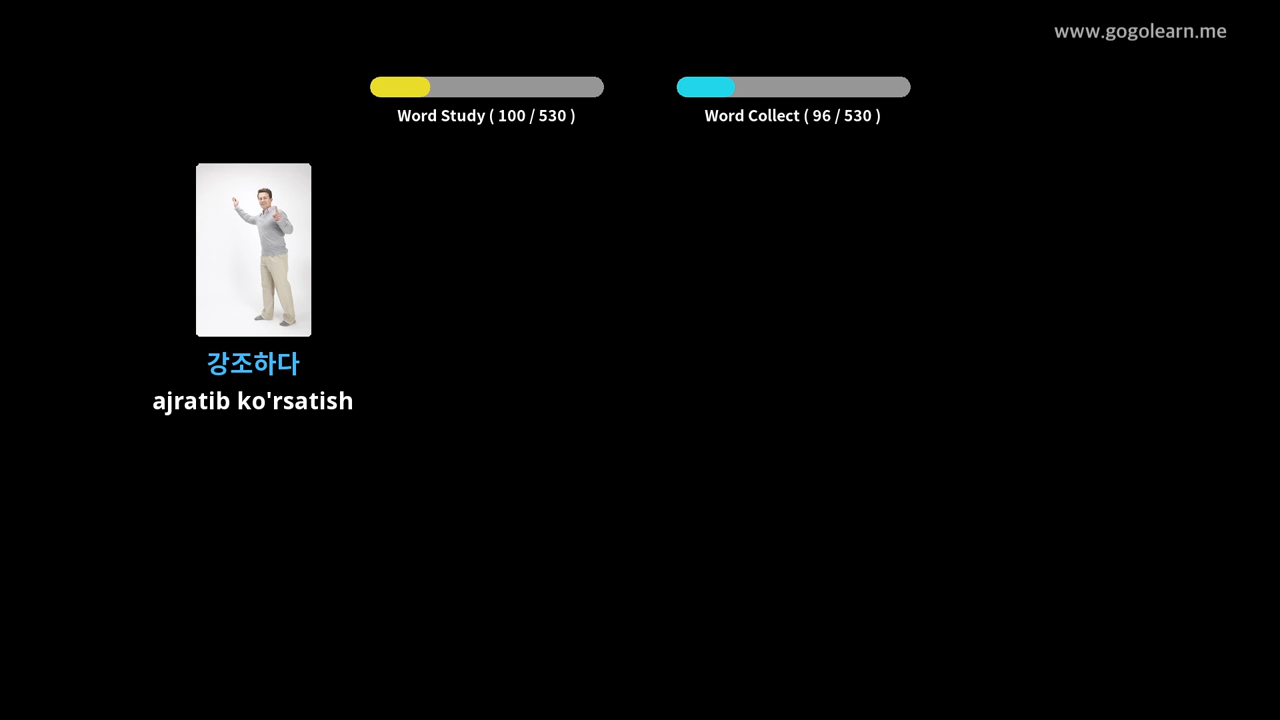 www.gogolearn.me
Word Study ( 100 / 530 )
Word Collect ( 96 / 530 )
강조하다
ajratib ko'rsatish